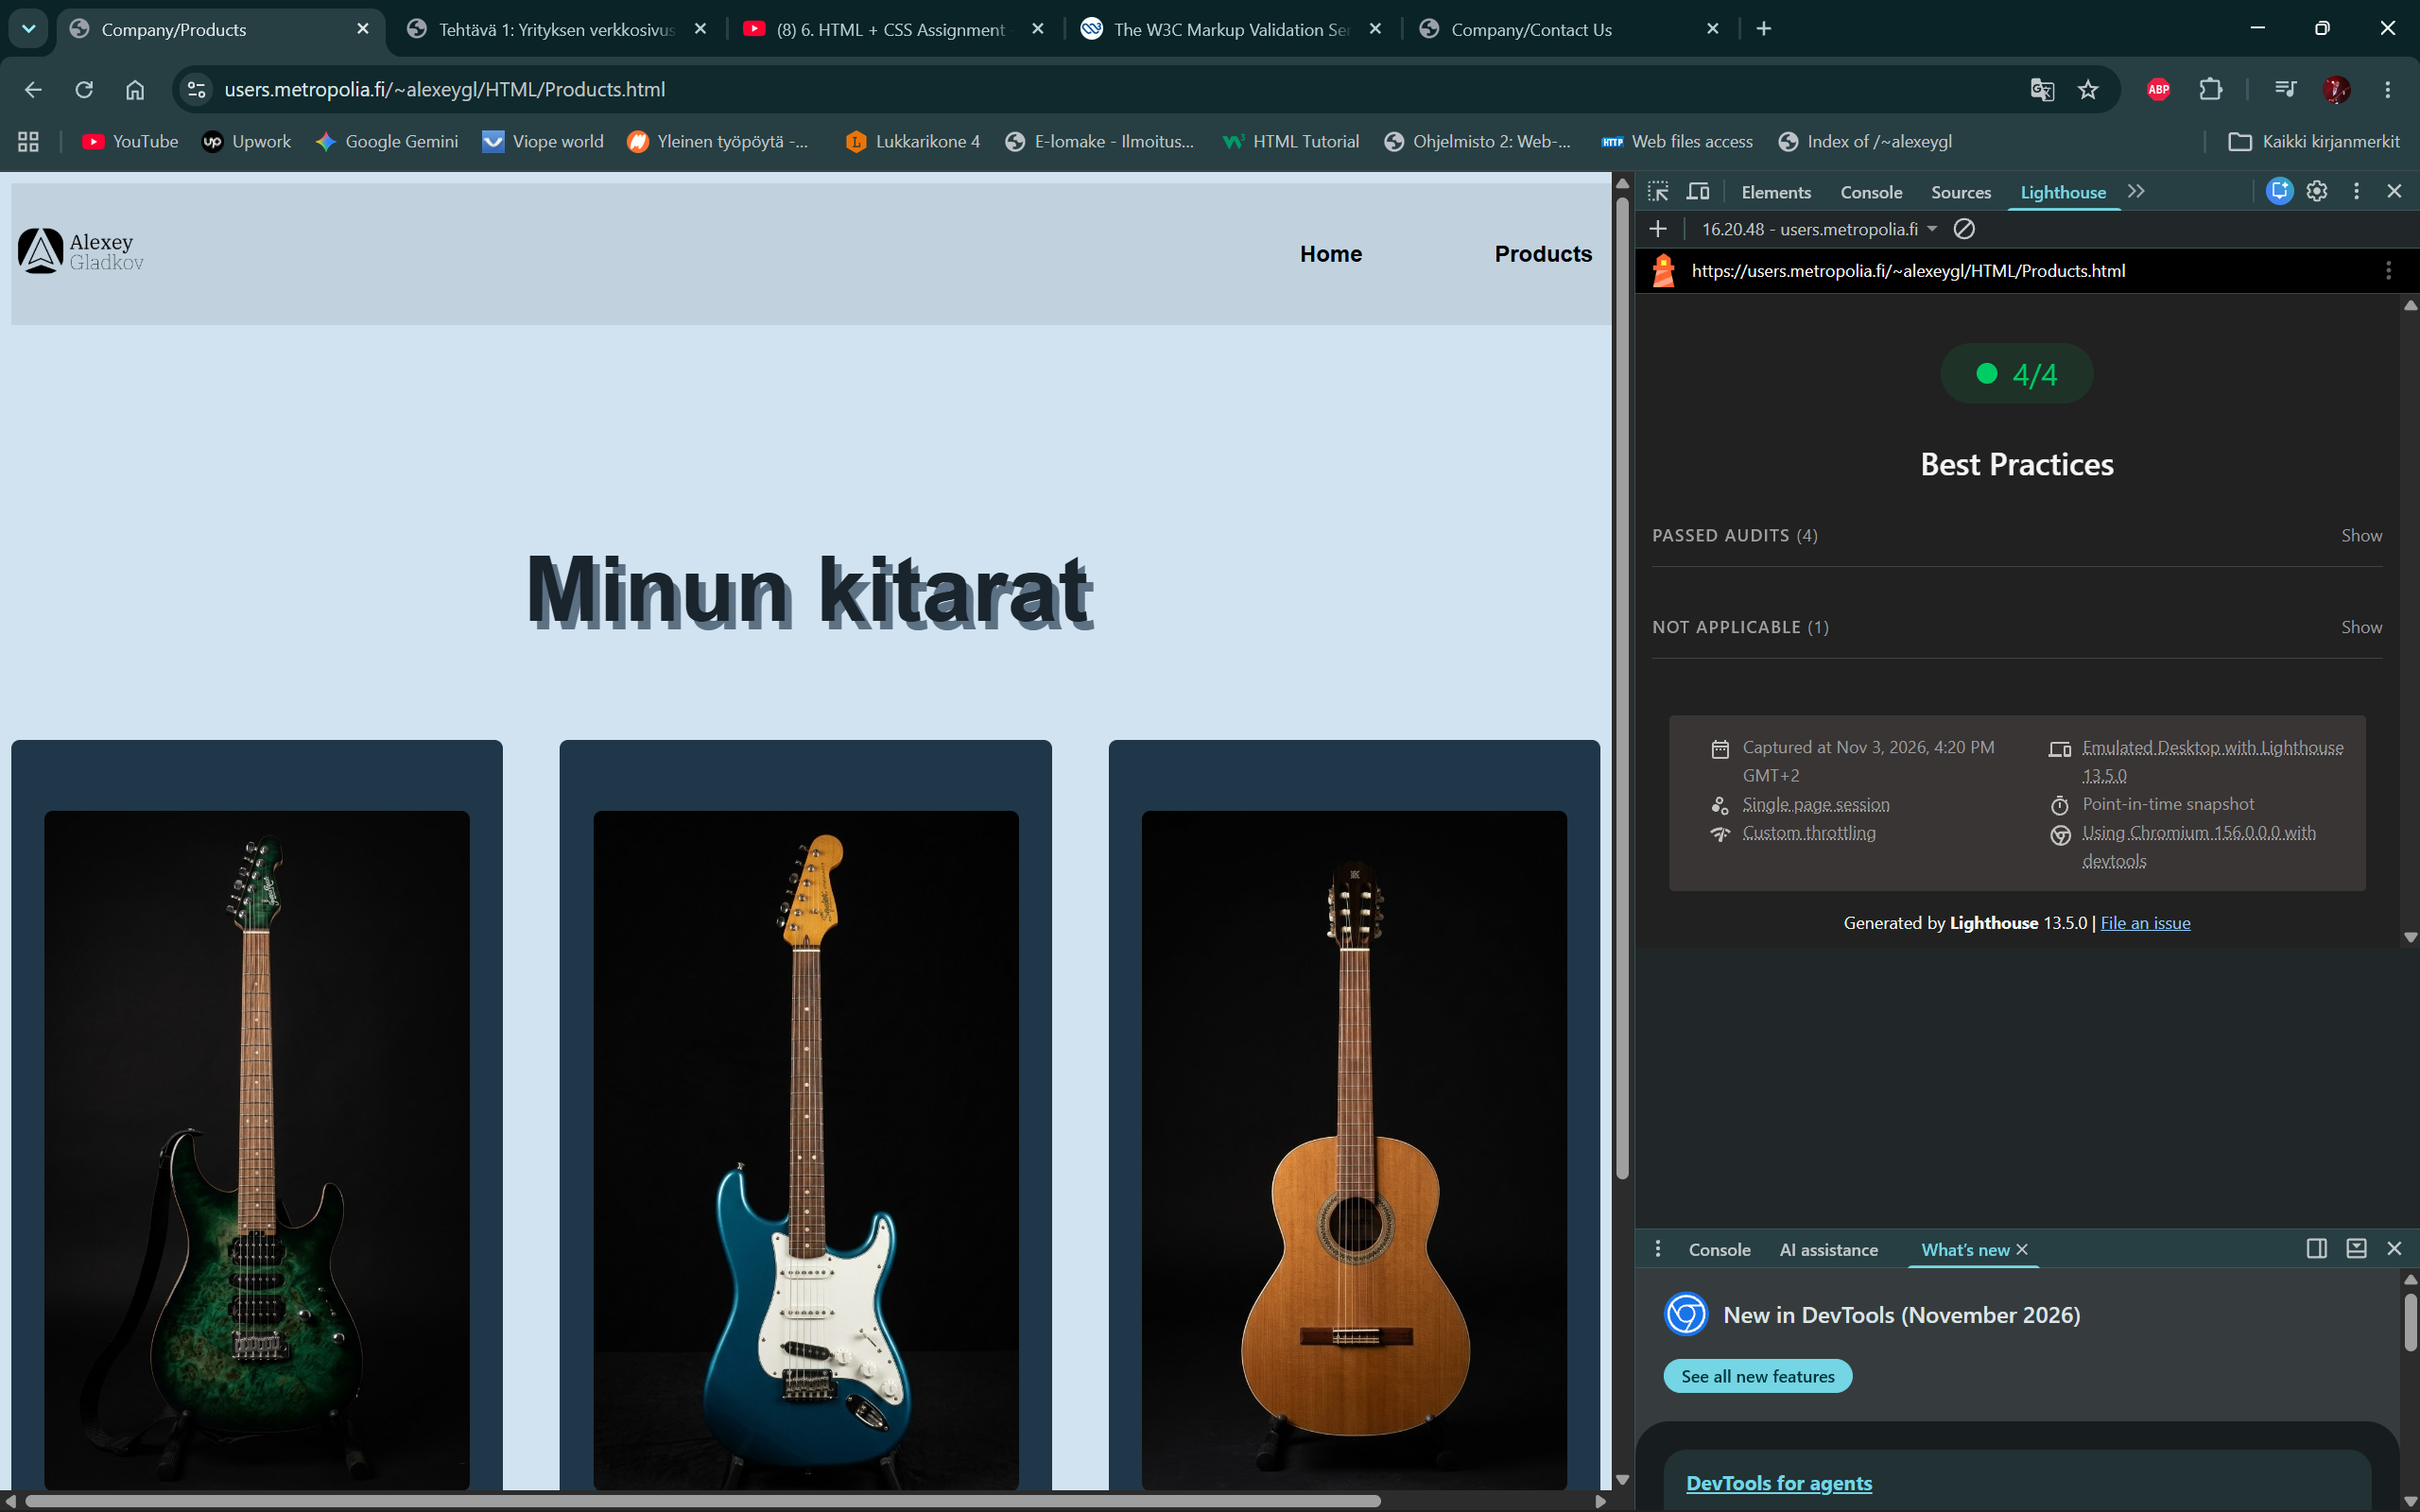 Company/Products
Tehtävä 1: Yrityksen verkkosivus
(8) 6. HTML + CSS Assignment
The W3C Markup Validation Se
Company/Contact Us
users.metropolia.fi/~alexeygl/HTML/Products.html
ABP
YouTube
up Upwork
Google Gemini
Viope world
Yleinen työpöytä -...
L Lukkarikone 4
E-lomake - Ilmoitus...
HTML Tutorial
Ohjelmisto 2: Web-...
HTTP Web files access
Index of /~alexeygl
Kaikki kirjanmerkit
Alexey
Gladkov
Home
Products
Minun kitarat
Elements
Console
Sources
Lighthouse
16.20.48 - users.metropolia.fi
https://users.metropolia.fi/~alexeygl/HTML/Products.html
4/4
Best Practices
PASSED AUDITS (4)
Show
NOT APPLICABLE (1)
Show
Captured at Nov 3, 2026, 4:20 PM
GMT+2
Single page session
Custom throttling
Emulated Desktop with Lighthouse
13.5.0
Point-in-time snapshot
Using Chromium 156.0.0.0 with
devtools
Generated by Lighthouse 13.5.0 | File an issue
Console
AI assistance
What's new
New in DevTools (November 2026)
See all new features
DevTools for agents